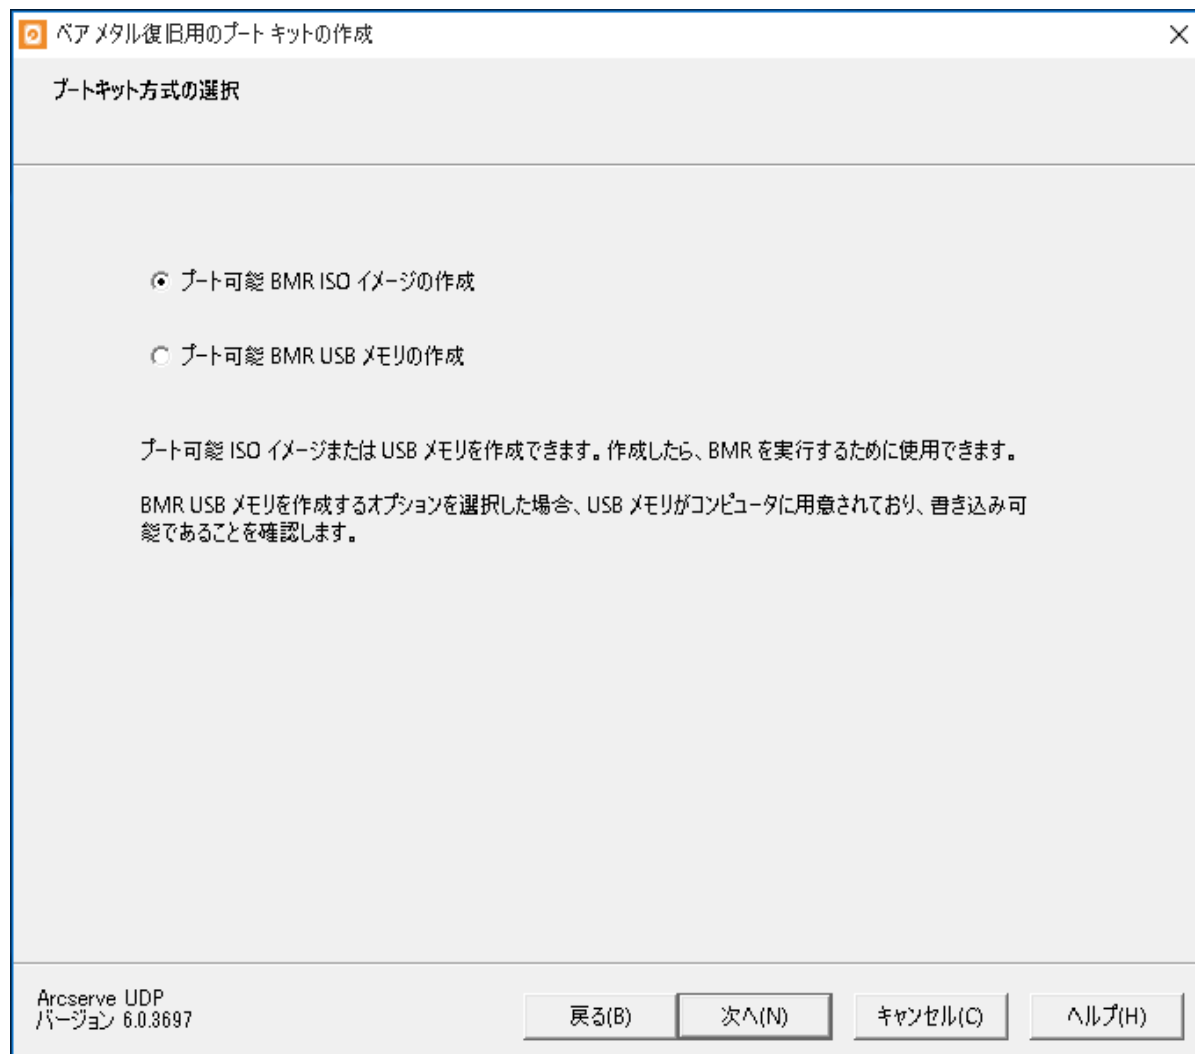 ベア メタル復旧用のブート キットの作成
ブートキット方式の選択
ブート可能 BMR ISO イメージの作成
ブート可能 BMR USB メモリの作成
ブート可能 ISO イメージまたは USB メモリを作成できます。作成したら、BMR を実行するために使用できます。
BMR USB メモリを作成するオプションを選択した場合、USB メモリがコンピュータに用意されており、書き込み可
能であることを確認します。
Arcserve UDP
バージョン 6.0.3697
戻る(B)
次へ(N)
キャンセル(C)
ヘルプ(H)